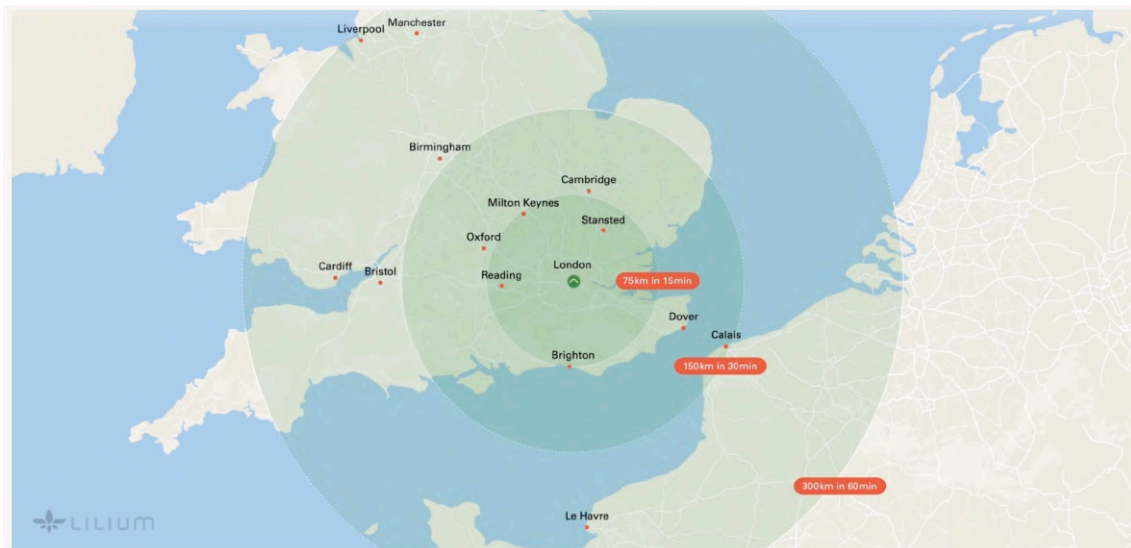 Manchester
Liverpool
Birmingham
Cambridge
Milton Keynes
Stansted
Oxford
London
Cardiff
Bristol
Reading
75km in 15min
Dover
Calais
Brighton
150km in 30min
300km in 60min
Le Havre
LILIUM